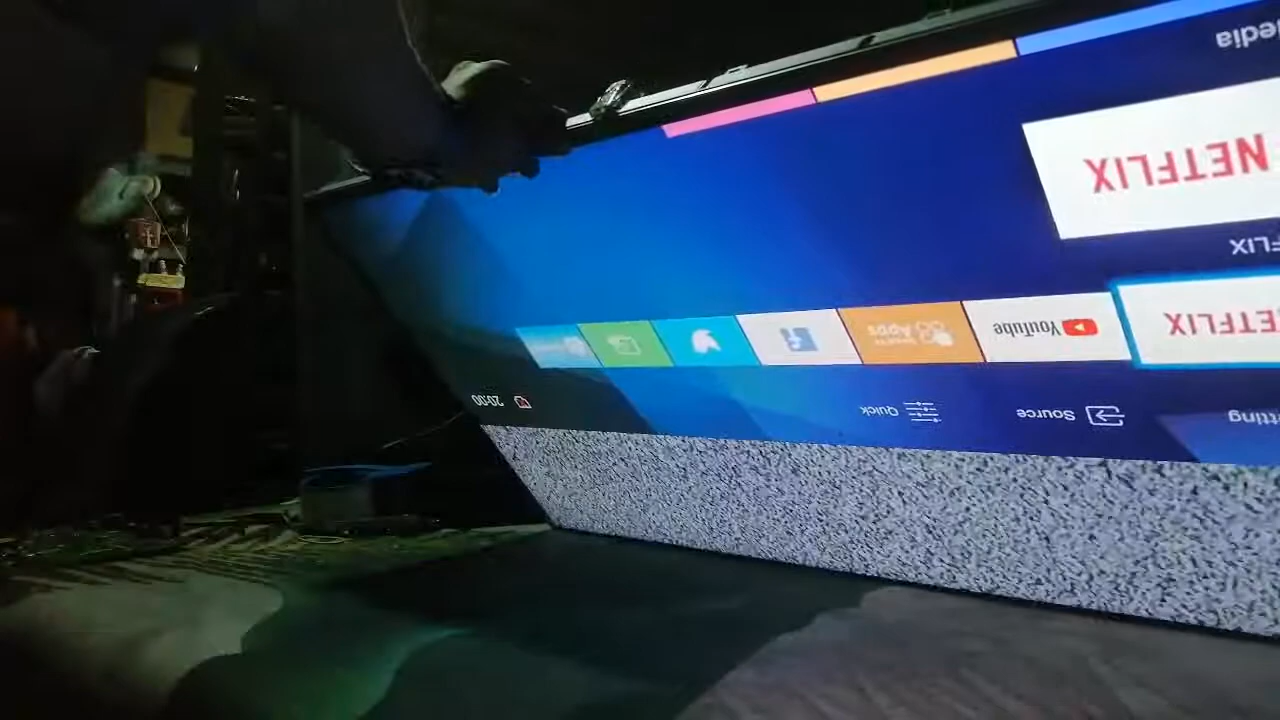 tting
Source
Quick
20:00
NETFLIX
YouTube
Apps
FLIX
NETFLIX
edia